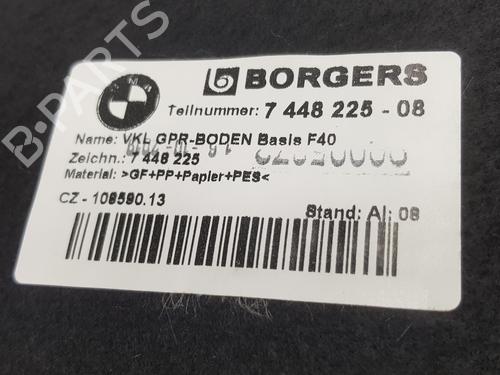 BMW
BORGERS
Teilnummer: 7 448 225 - 08
Name: VKL GPR-BODEN Basis F40
Zeichn.: 7 448 225
Material: >GF+PP+Papier+PES<
CZ - 108590.13
Stand: AI: 08
B-PARTS